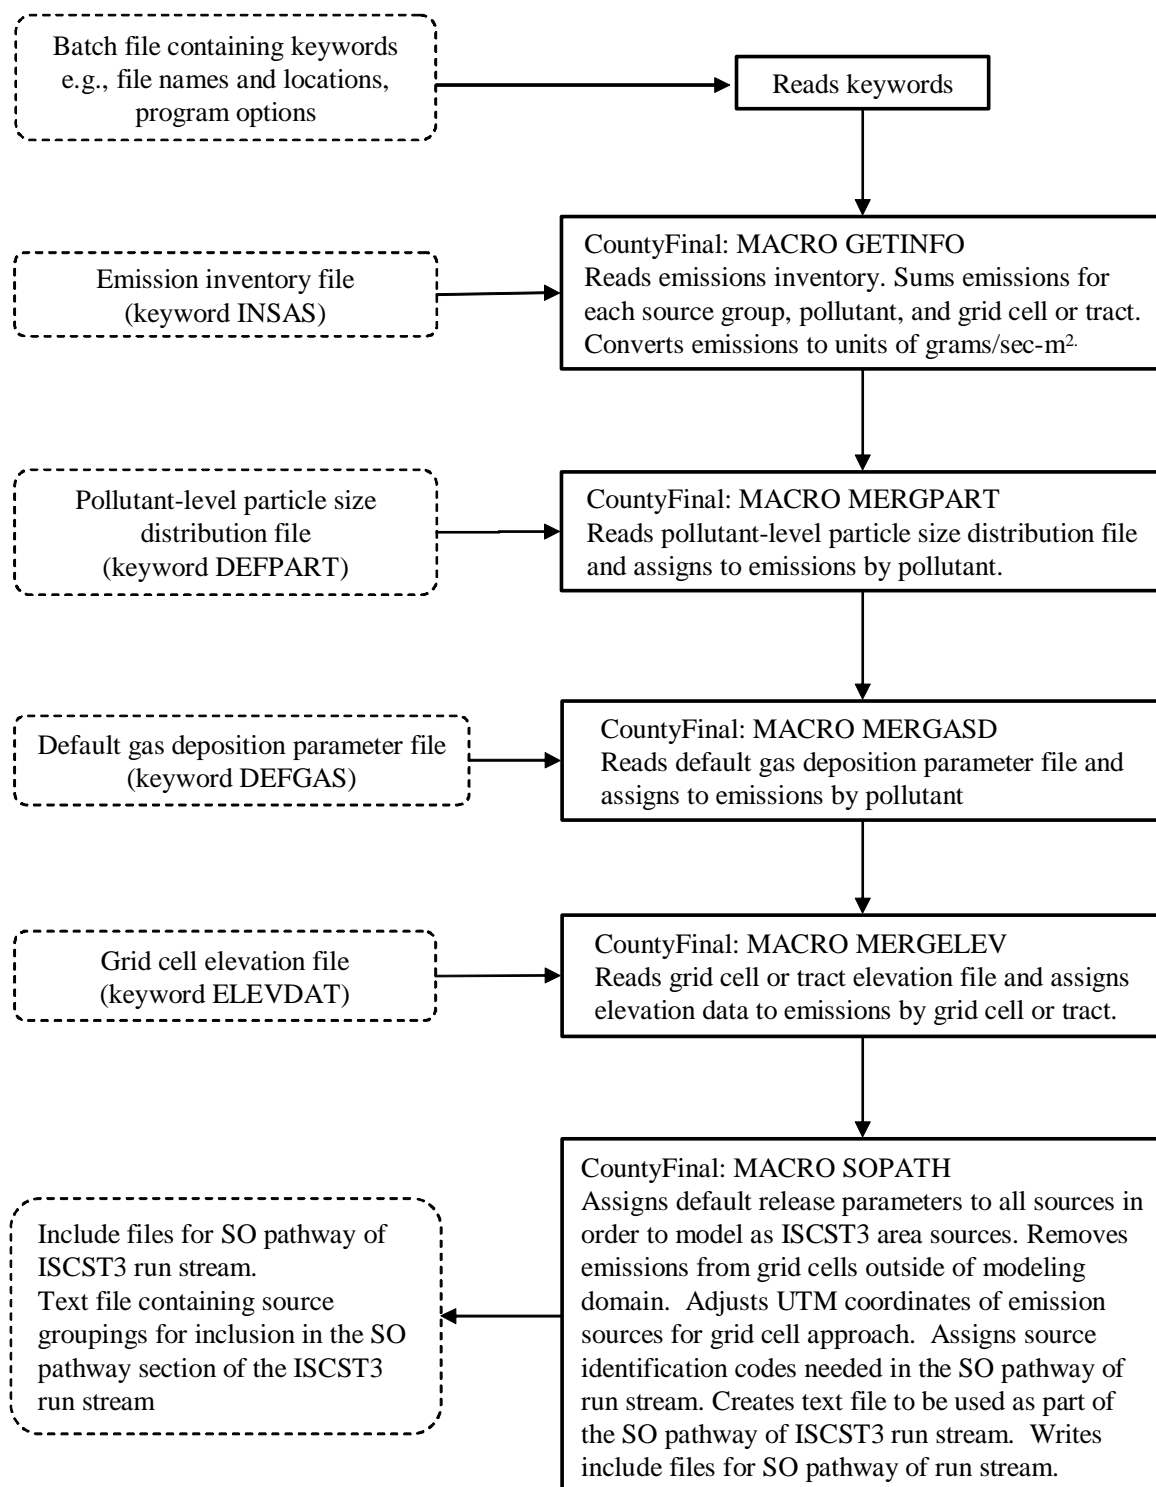 Batch file containing keywords
e.g., file names and locations,
program options
Reads keywords
Emission inventory file
(keyword INSAS)
CountyFinal: MACRO GETINFO
Reads emissions inventory. Sums emissions for
each source group, pollutant, and grid cell or tract.
Converts emissions to units of grams/sec-m².
Pollutant-level particle size
distribution file
(keyword DEFPART)
CountyFinal: MACRO MERGPART
Reads pollutant-level particle size distribution file
and assigns to emissions by pollutant.
Default gas deposition parameter file
(keyword DEFGAS)
CountyFinal: MACRO MERGASD
Reads default gas deposition parameter file and
assigns to emissions by pollutant
Grid cell elevation file
(keyword ELEVDAT)
CountyFinal: MACRO MERGELEV
Reads grid cell or tract elevation file and assigns
elevation data to emissions by grid cell or tract.
Include files for SO pathway of
ISCST3 run stream.
Text file containing source
groupings for inclusion in the SO
pathway section of the ISCST3
run stream
CountyFinal: MACRO SOPATH
Assigns default release parameters to all sources in
order to model as ISCST3 area sources. Removes
emissions from grid cells outside of modeling
domain.  Adjusts UTM coordinates of emission
sources for grid cell approach.  Assigns source
identification codes needed in the SO pathway of
run stream. Creates text file to be used as part of
the SO pathway of ISCST3 run stream.  Writes
include files for SO pathway of run stream.